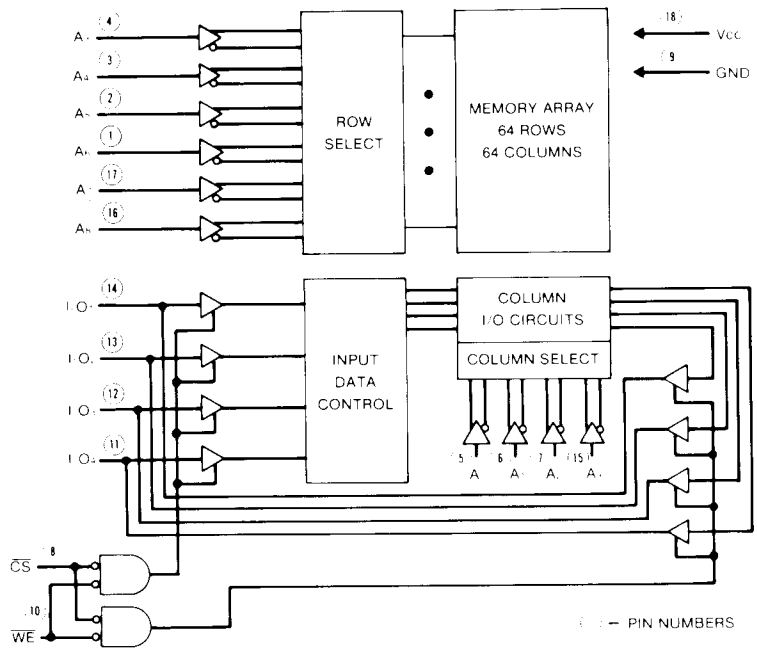 ④ A
③ A₄
② A
① A₆
⑰ A
⑯ A₈
ROW
SELECT
MEMORY ARRAY
64 ROWS
64 COLUMNS
(18) Vcc
(9) GND
⑭ I/O
⑬ I/O
⑫ I/O
⑪ I/O₄
INPUT
DATA
CONTROL
COLUMN
I/O CIRCUITS
COLUMN SELECT
5 6 7 15
A A A A
8
C̅S̅
10
W̅E̅
( ) – PIN NUMBERS